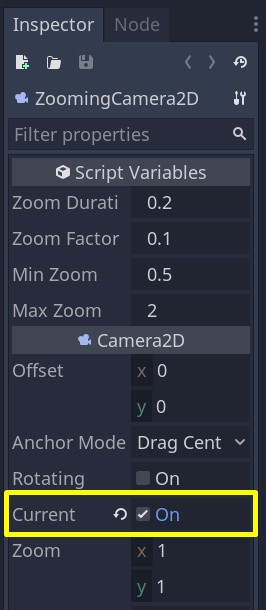 Inspector Node
ZoomingCamera2D
Filter properties
Script Variables
Zoom Durati 0.2
Zoom Factor 0.1
Min Zoom 0.5
Max Zoom 2
Camera2D
Offset x 0
y 0
Anchor Mode Drag Cent
Rotating On
Current On
Zoom x 1
y 1